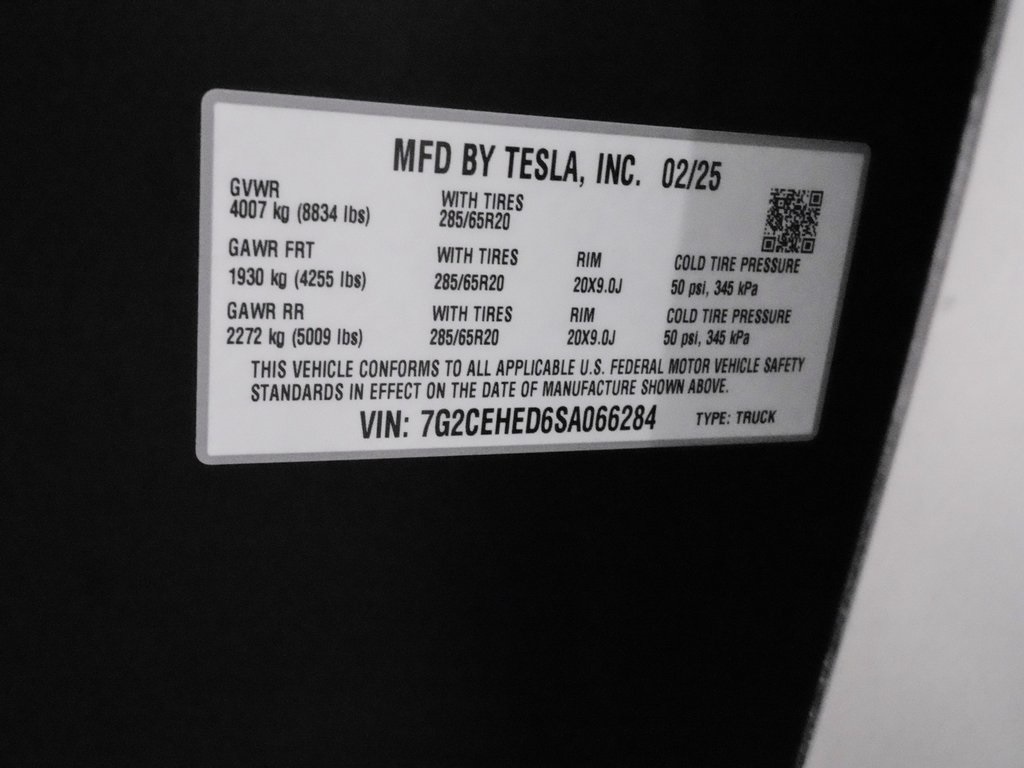 MFD BY TESLA, INC. 02/25
GVWR
4007 kg (8834 lbs)
WITH TIRES
285/65R20
GAWR FRT
1930 kg (4255 lbs)
WITH TIRES
285/65R20
RIM
20X9.0J
COLD TIRE PRESSURE
50 psi, 345 kPa
GAWR RR
2272 kg (5009 lbs)
WITH TIRES
285/65R20
RIM
20X9.0J
COLD TIRE PRESSURE
50 psi, 345 kPa
THIS VEHICLE CONFORMS TO ALL APPLICABLE U.S. FEDERAL MOTOR VEHICLE SAFETY
STANDARDS IN EFFECT ON THE DATE OF MANUFACTURE SHOWN ABOVE.
VIN: 7G2CEHED6SA066284 TYPE: TRUCK